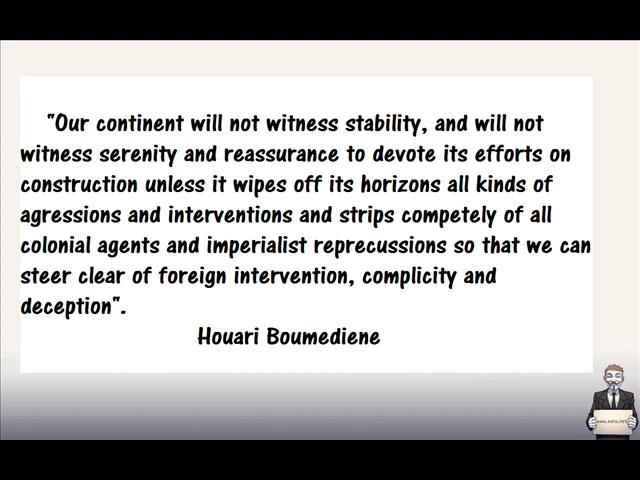 "Our continent will not witness stability, and will not
witness serenity and reassurance to devote its efforts on
construction unless it wipes off its horizons all kinds of
agressions and interventions and strips competely of all
colonial agents and imperialist reprecussions so that we can
steer clear of foreign intervention, complicity and
deception".
Houari Boumediene